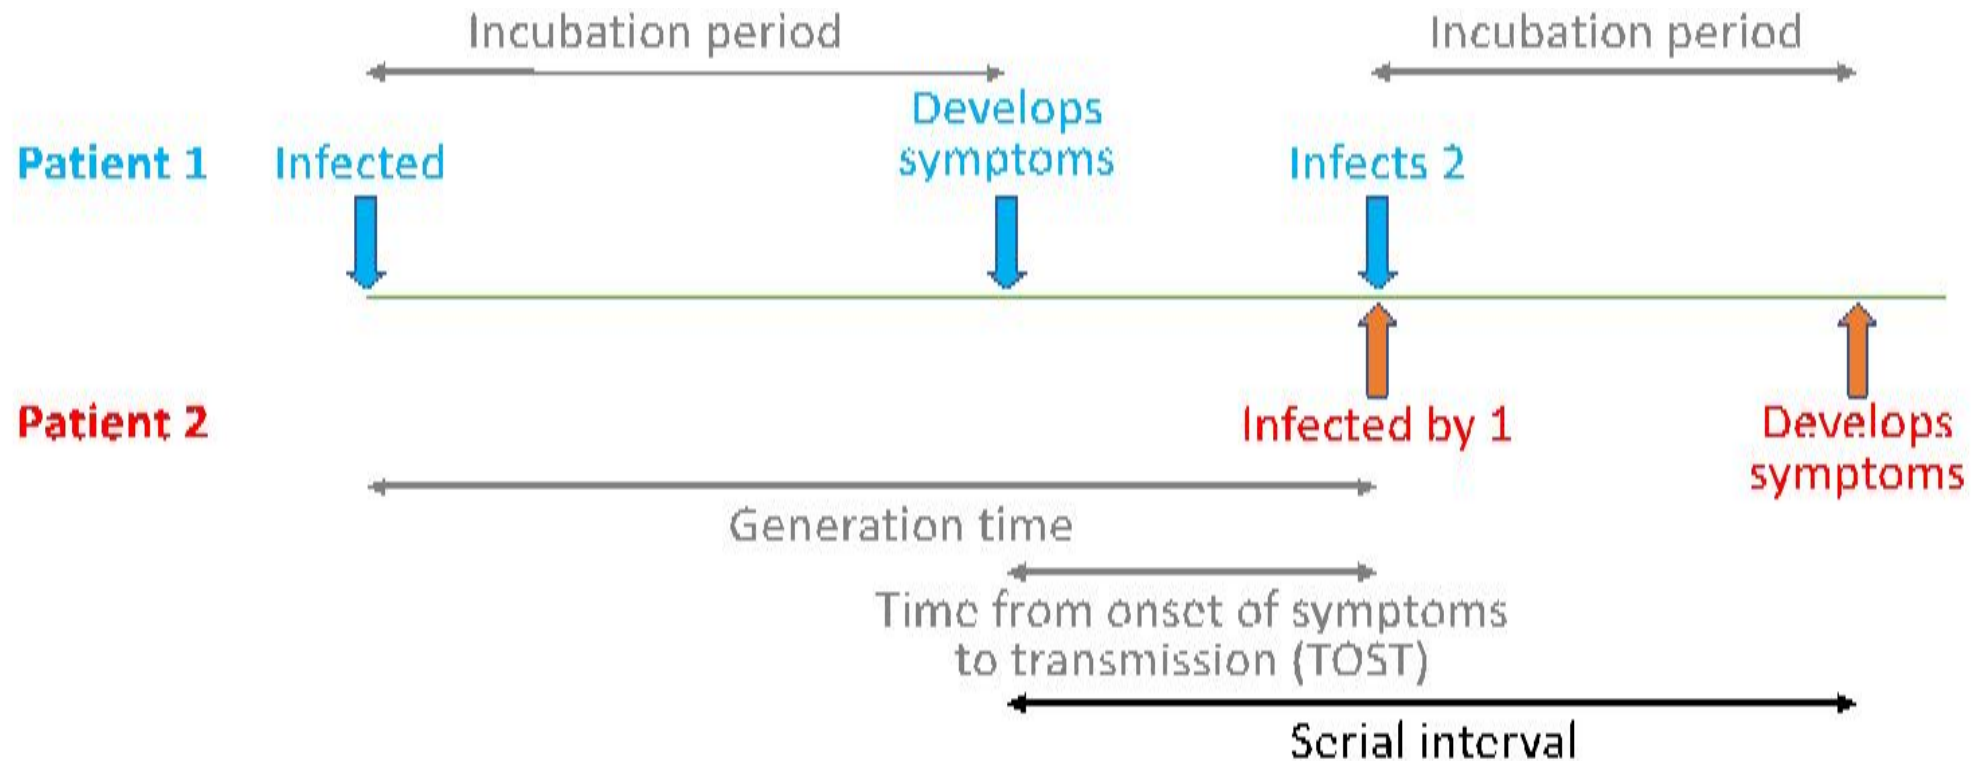 Incubation period
Incubation period
Patient 1
Infected
Develops
symptoms
Infects 2
Patient 2
Infected by 1
Develops
symptoms
Generation time
Time from onset of symptoms
to transmission (TOST)
Serial interval